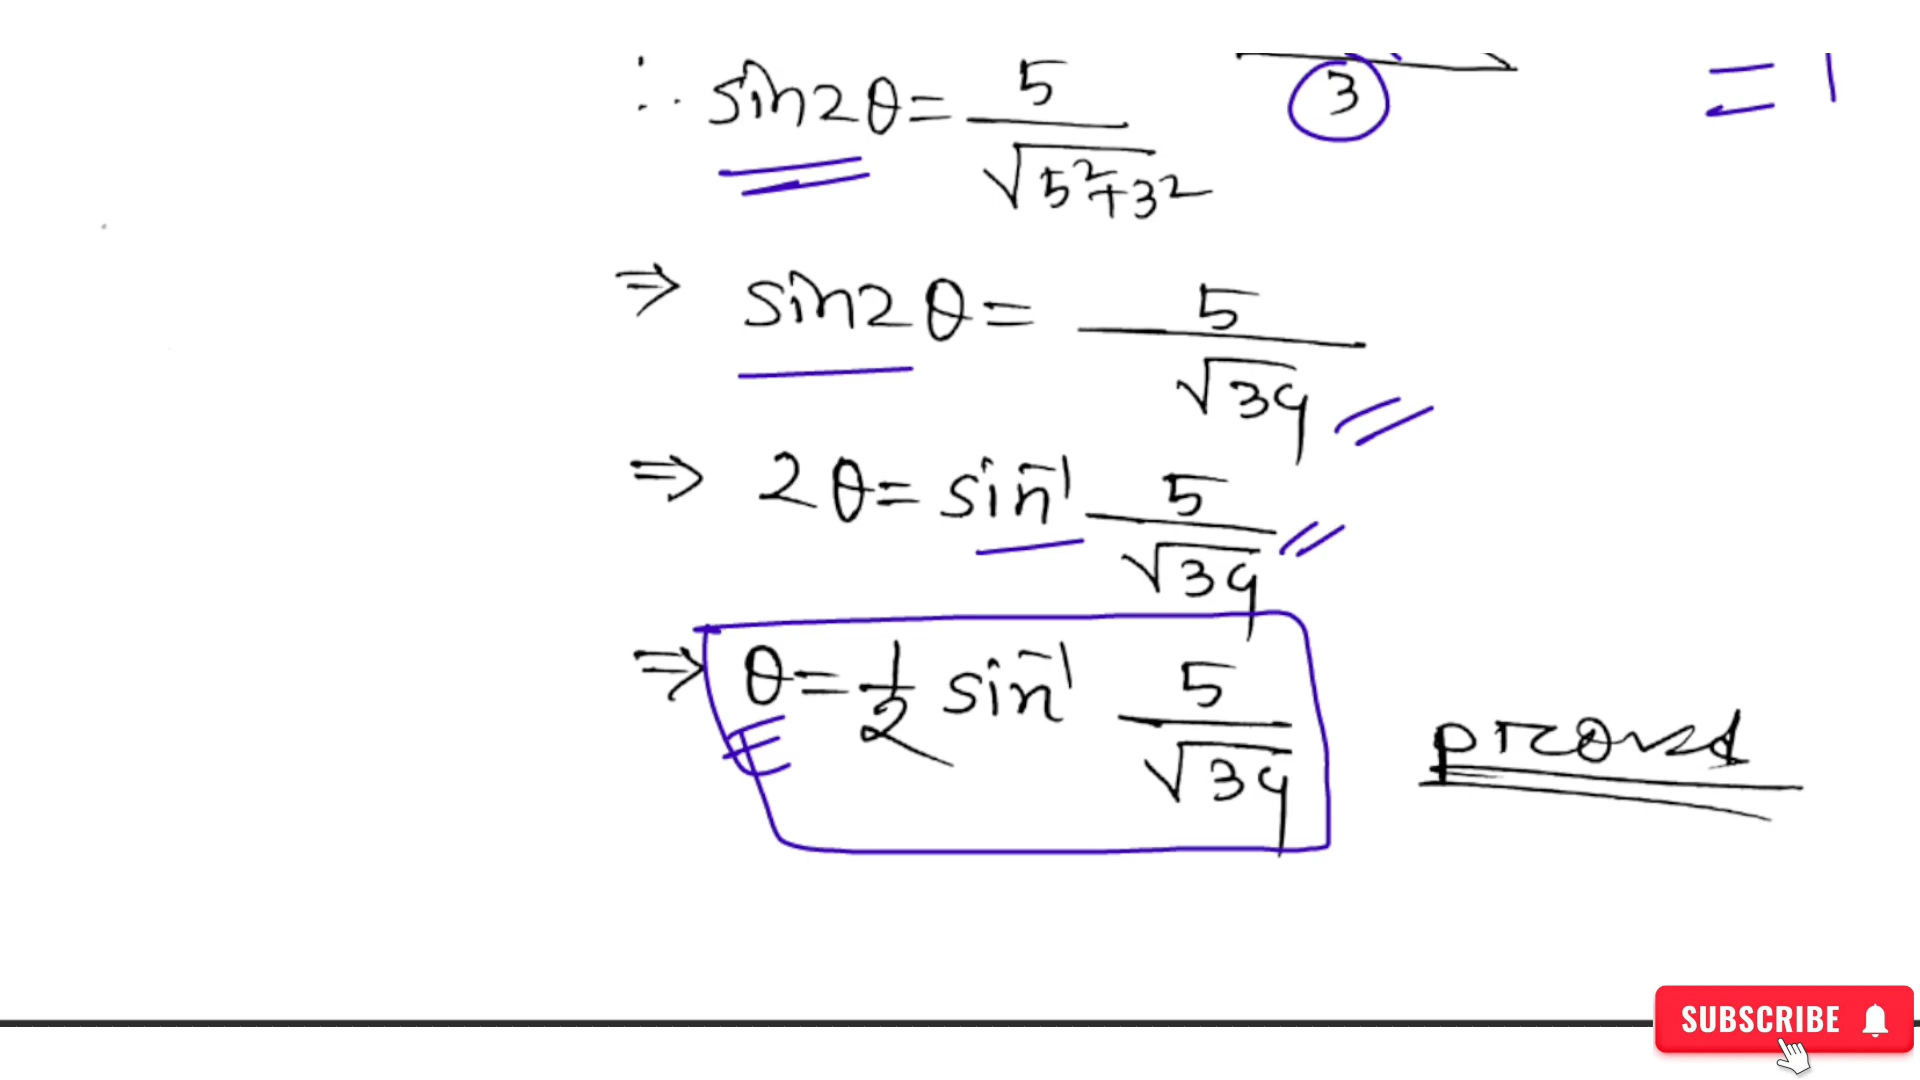 ∴ sin2θ = 5/√(5²+3²)
3
= 1
⇒ sin2θ = 5/√34
⇒ 2θ = sin⁻¹ 5/√34
⇒ θ = 1/2 sin⁻¹ 5/√34
proved
SUBSCRIBE